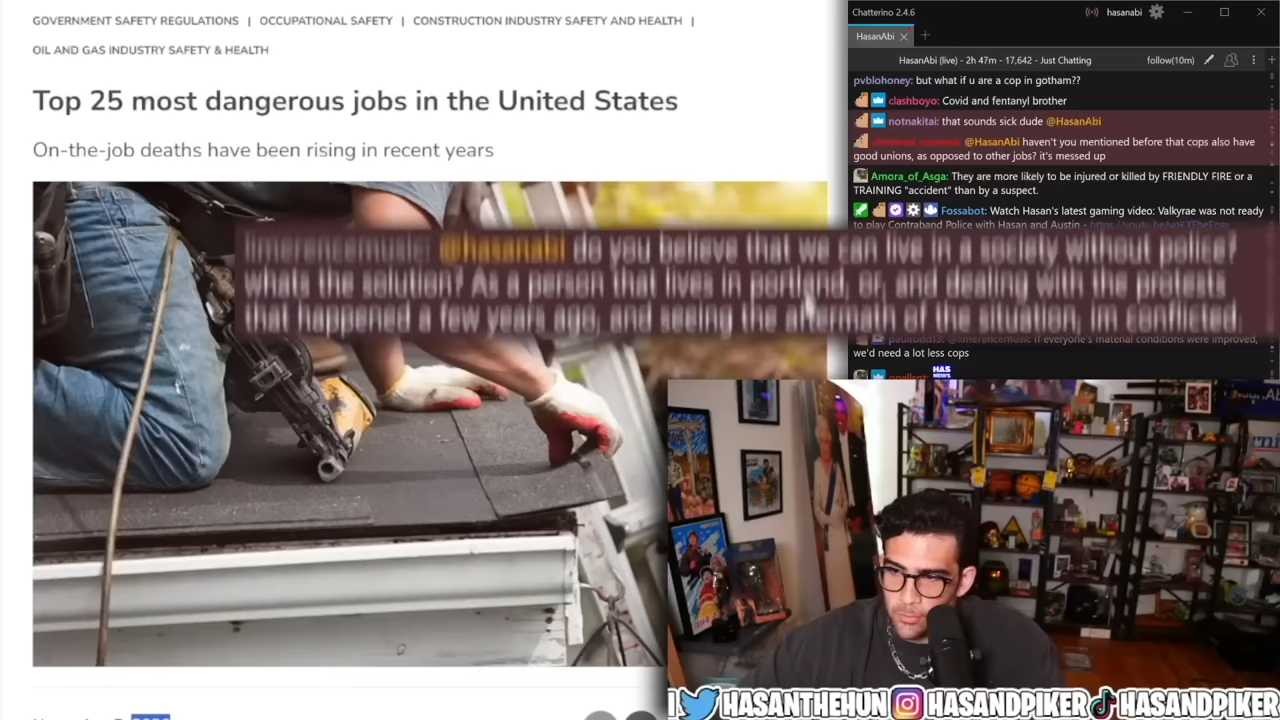 GOVERNMENT SAFETY REGULATIONS | OCCUPATIONAL SAFETY | CONSTRUCTION INDUSTRY SAFETY AND HEALTH |
OIL AND GAS INDUSTRY SAFETY & HEALTH
Top 25 most dangerous jobs in the United States
On-the-job deaths have been rising in recent years
Chatterino 2.4.6
hasanabi
HasanAbi
HasanAbi (live) - 2h 47m - 17,642 - Just Chatting
follow(10m)
pvblohoney: but what if u are a cop in gotham??
clashboyo: Covid and fentanyl brother
notnakitai: that sounds sick dude @HasanAbi
@HasanAbi haven't you mentioned before that cops also have
good unions, as opposed to other jobs? it's messed up
Amora_of_Asga: They are more likely to be injured or killed by FRIENDLY FIRE or a
TRAINING "accident" than by a suspect.
Fossabot: Watch Hasan's latest gaming video: Valkyrae was not ready
to play Contraband Police with Hasan and Austin -
@hasanabi do you believe that we can live in a society without police?
whats the solution? As a person that lives in portland, or, and dealing with the protests
that happened a few years ago, and seeing the aftermath of the situation, im conflicted.
If everyone's material conditions were improved,
we'd need a lot less cops
HAS
NEWS
HASANTHEHUN HASANDPIKER HASANDPIKER